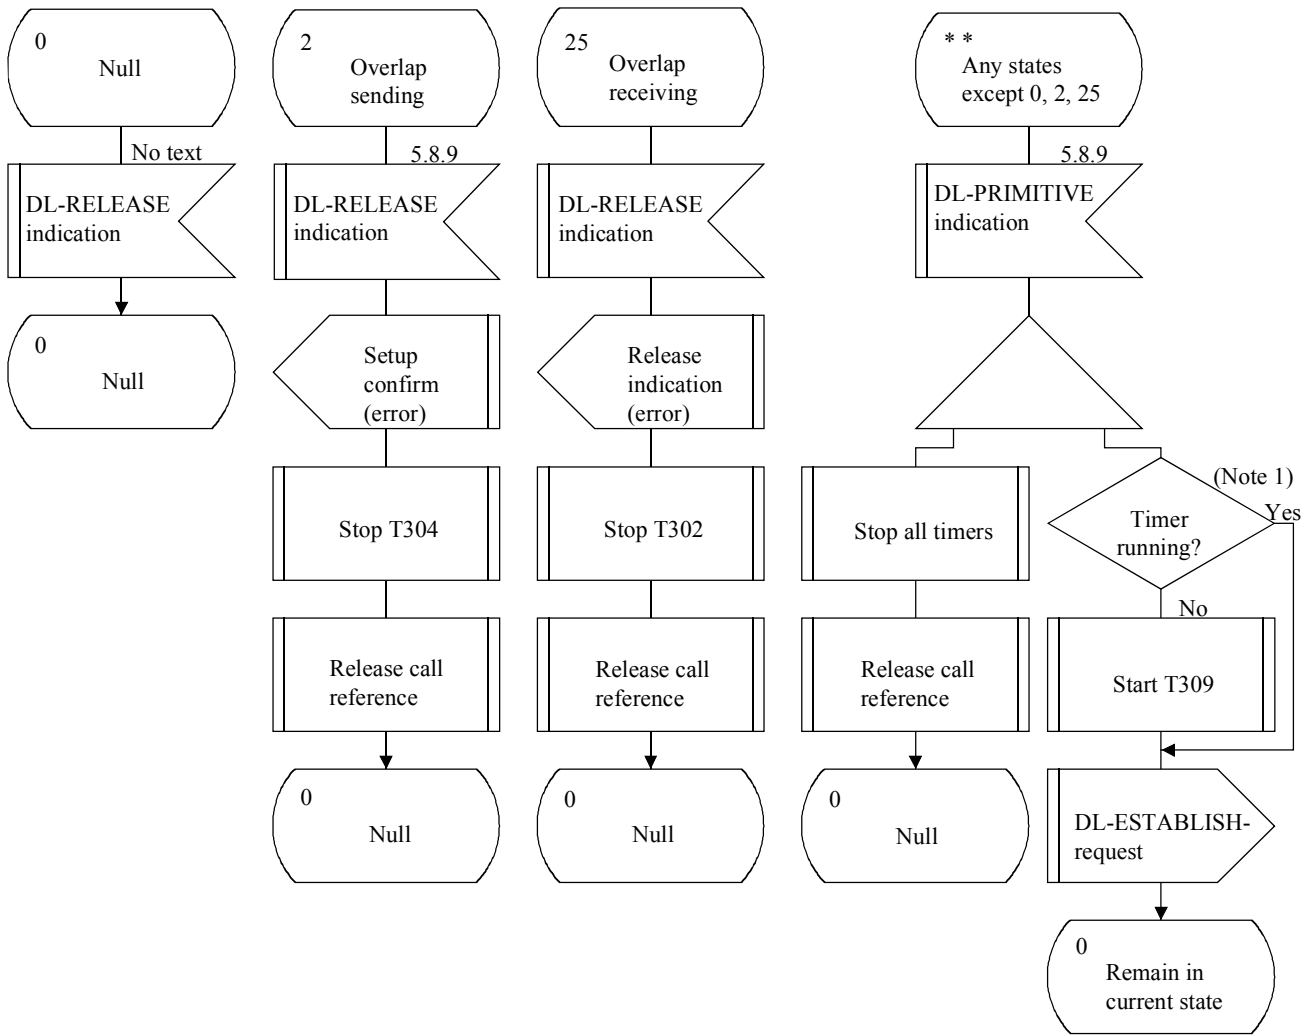 0
Null
No text
DL-RELEASE
indication
0
Null
2
Overlap
sending
5.8.9
DL-RELEASE
indication
Setup
confirm
(error)
Stop T304
Release call
reference
0
Null
25
Overlap
receiving
DL-RELEASE
indication
Release
indication
(error)
Stop T302
Release call
reference
0
Null
* *
Any states
except 0, 2, 25
5.8.9
DL-PRIMITIVE
indication
Stop all timers
Release call
reference
0
Null
(Note 1)
Timer
running?
Yes
No
Start T309
DL-ESTABLISH-
request
0
Remain in
current state